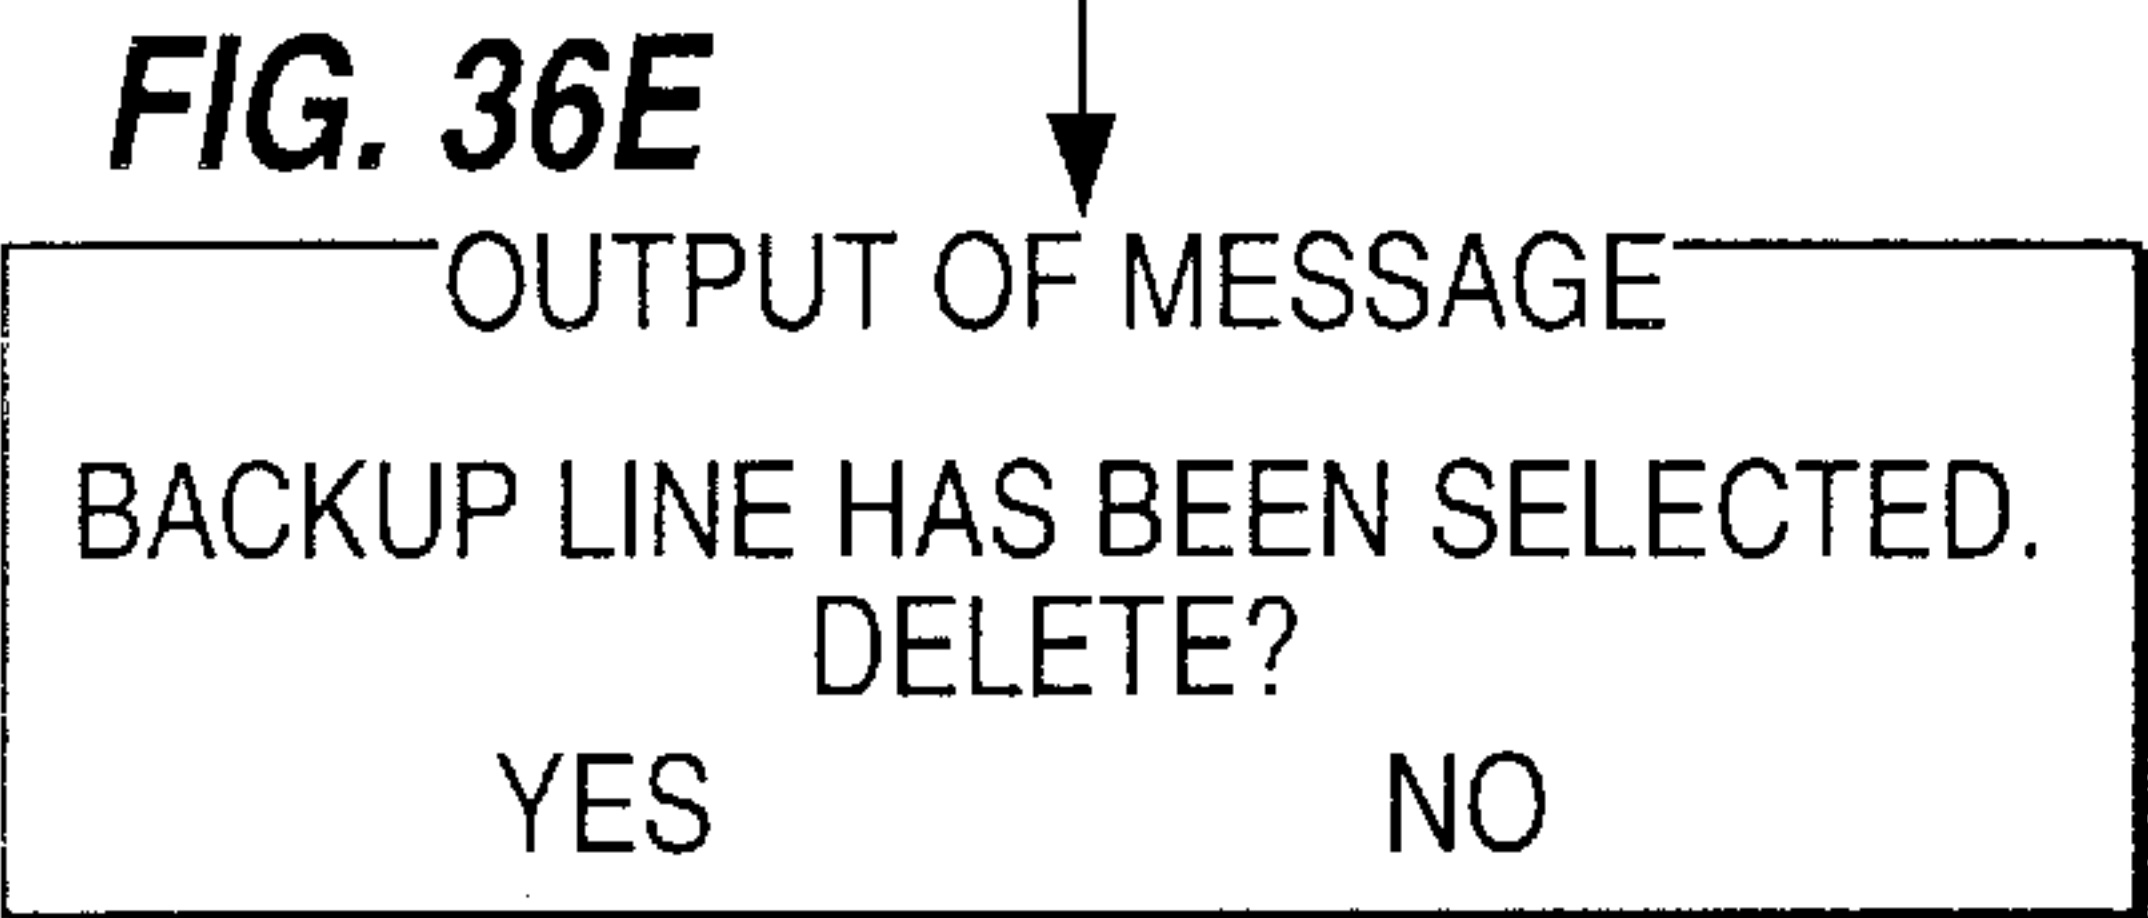 FIG. 36E
OUTPUT OF MESSAGE
BACKUP LINE HAS BEEN SELECTED.
DELETE?
YES NO